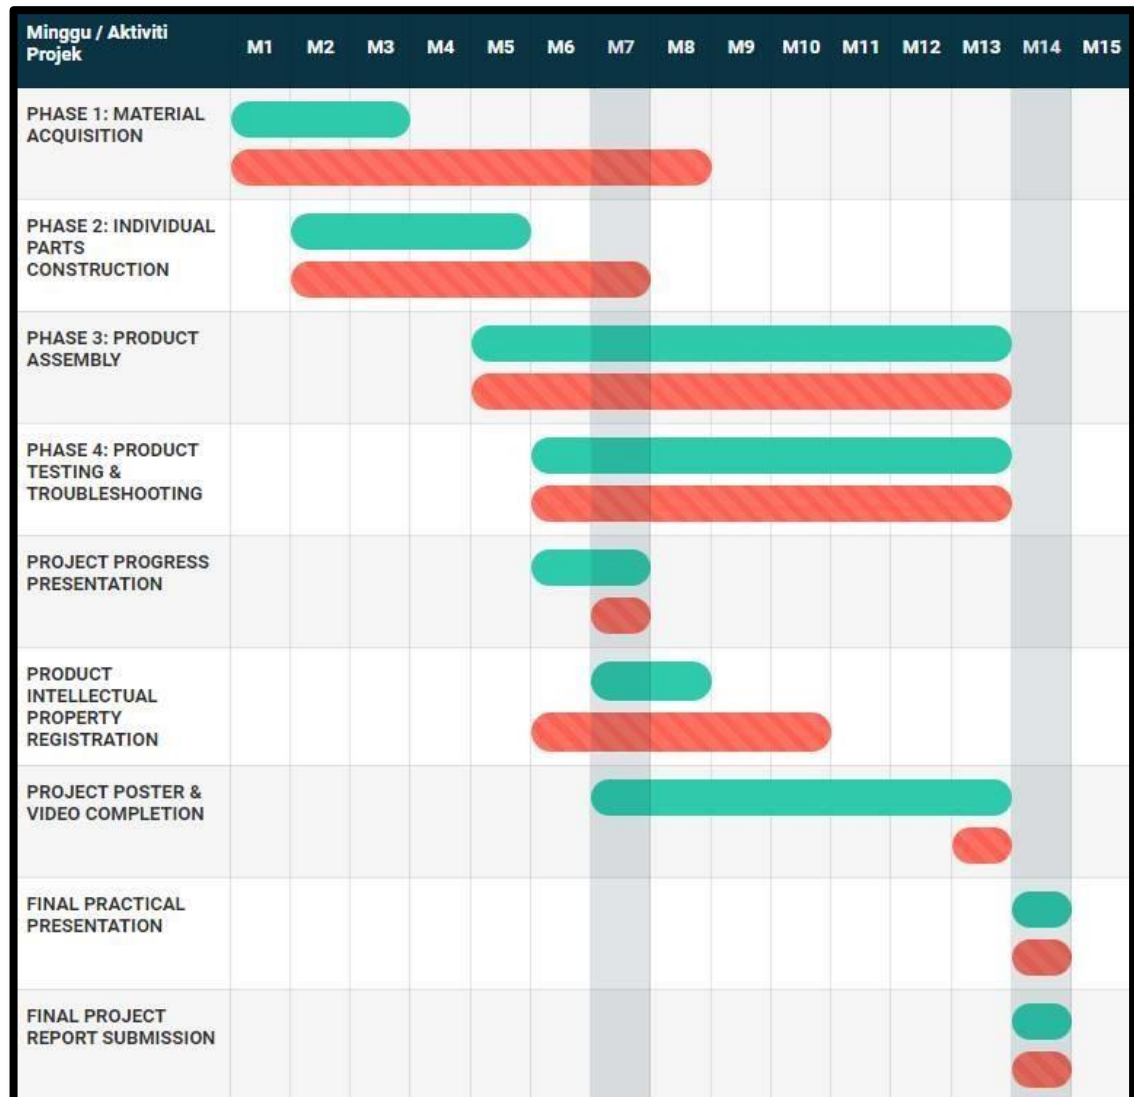 Minggu / Aktiviti
Projek
M1 M2 M3 M4 M5 M6 M7 M8 M9 M10 M11 M12 M13 M14 M15
PHASE 1: MATERIAL
ACQUISITION
PHASE 2: INDIVIDUAL
PARTS
CONSTRUCTION
PHASE 3: PRODUCT
ASSEMBLY
PHASE 4: PRODUCT
TESTING &
TROUBLESHOOTING
PROJECT PROGRESS
PRESENTATION
PRODUCT
INTELLECTUAL
PROPERTY
REGISTRATION
PROJECT POSTER &
VIDEO COMPLETION
FINAL PRACTICAL
PRESENTATION
FINAL PROJECT
REPORT SUBMISSION